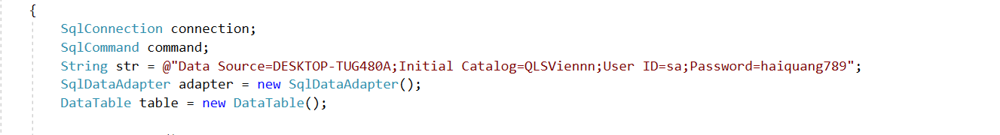 {
SqlConnection connection;
SqlCommand command;
String str = @"Data Source=DESKTOP-TUG480A;Initial Catalog=QLSViennn;User ID=sa;Password=haiquang789";
SqlDataAdapter adapter = new SqlDataAdapter();
DataTable table = new DataTable();